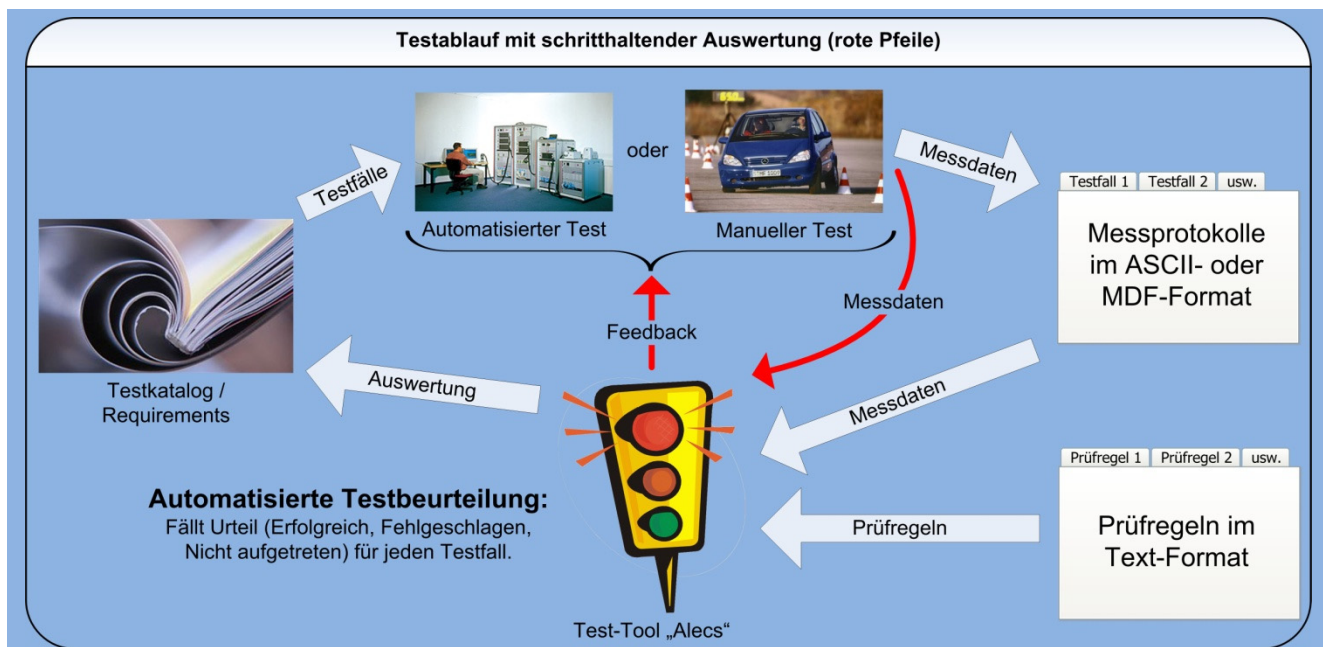 Testablauf mit schritthaltender Auswertung (rote Pfeile)
Testfälle
oder
Automatisierter Test
Manueller Test
Messdaten
Testfall 1
Testfall 2
usw.
Messprotokolle
im ASCII- oder
MDF-Format
Messdaten
Feedback
Testkatalog /
Requirements
Auswertung
Messdaten
Prüfregel 1
Prüfregel 2
usw.
Prüfregeln im
Text-Format
Prüfregeln
Automatisierte Testbeurteilung:
Fällt Urteil (Erfolgreich, Fehlgeschlagen,
Nicht aufgetreten) für jeden Testfall.
Test-Tool „Alecs“